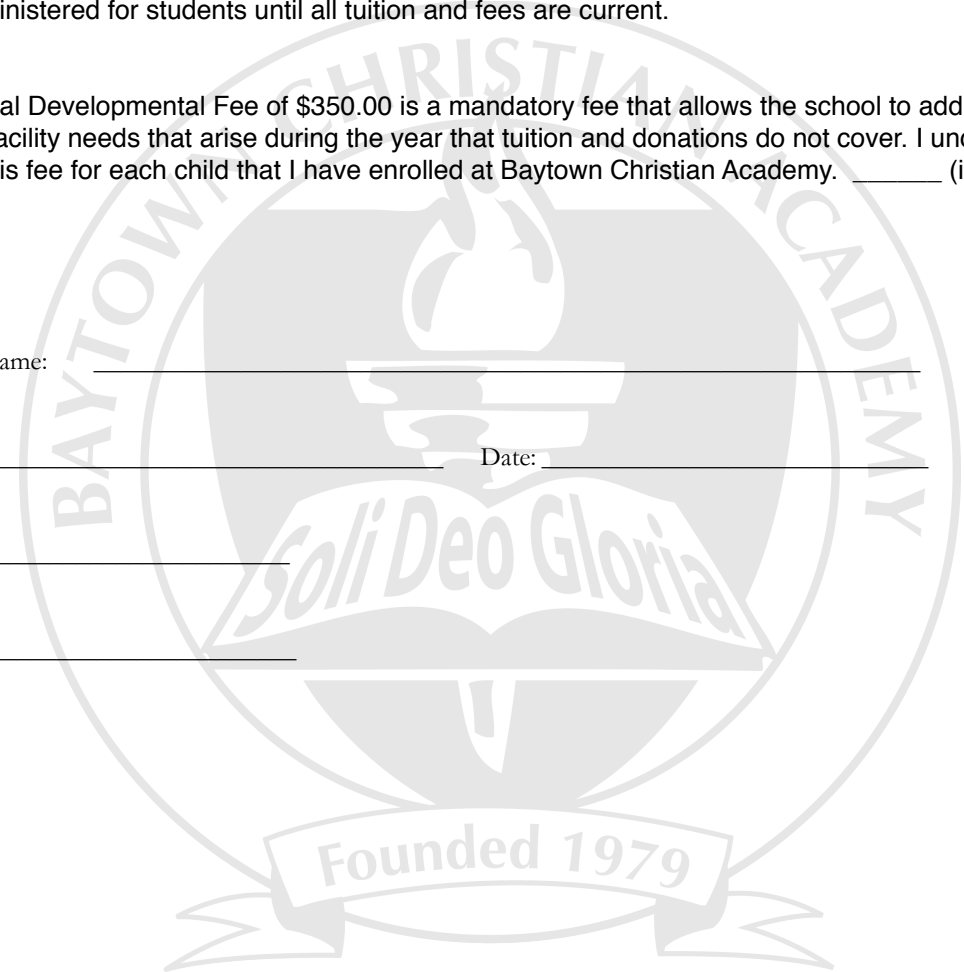 inistered for students until all tuition and fees are current.
al Developmental Fee of $350.00 is a mandatory fee that allows the school to add
acility needs that arise during the year that tuition and donations do not cover. I und
is fee for each child that I have enrolled at Baytown Christian Academy. ______ (i
ame:
Date:
BAYTOWN CHRISTIAN ACADEMY
Soli Deo Gloria
Founded 1979